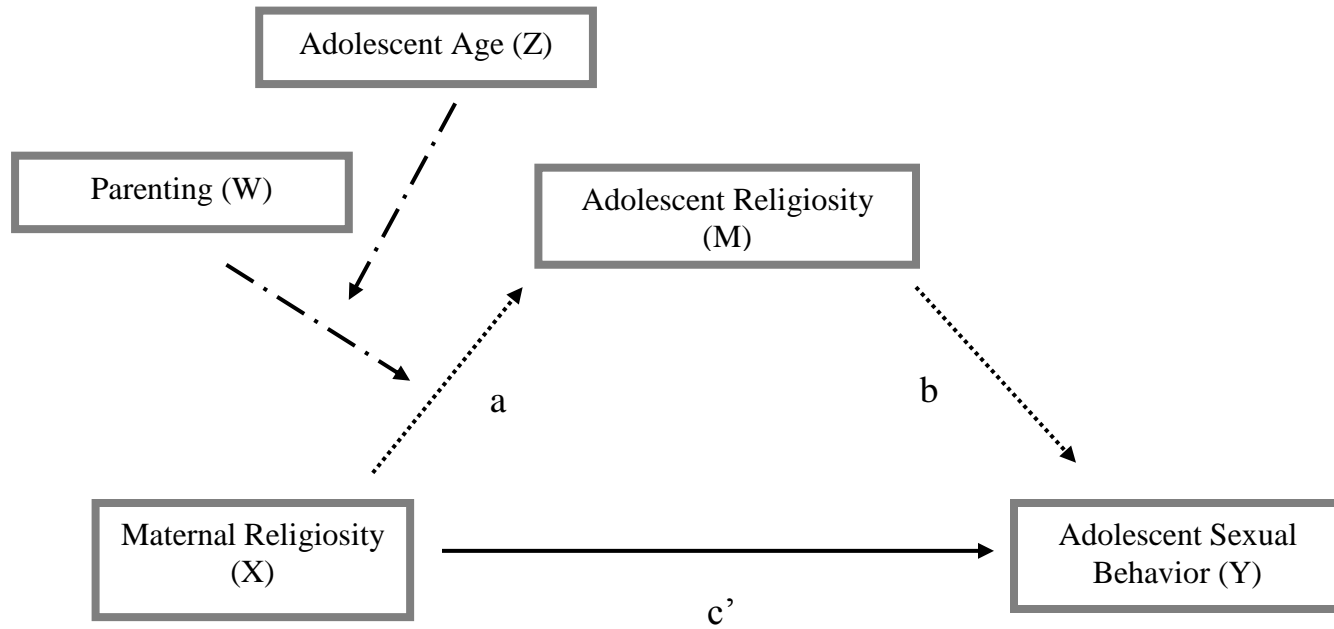 Adolescent Age (Z)
Parenting (W)
Adolescent Religiosity
(M)
a
b
Maternal Religiosity
(X)
Adolescent Sexual
Behavior (Y)
c’